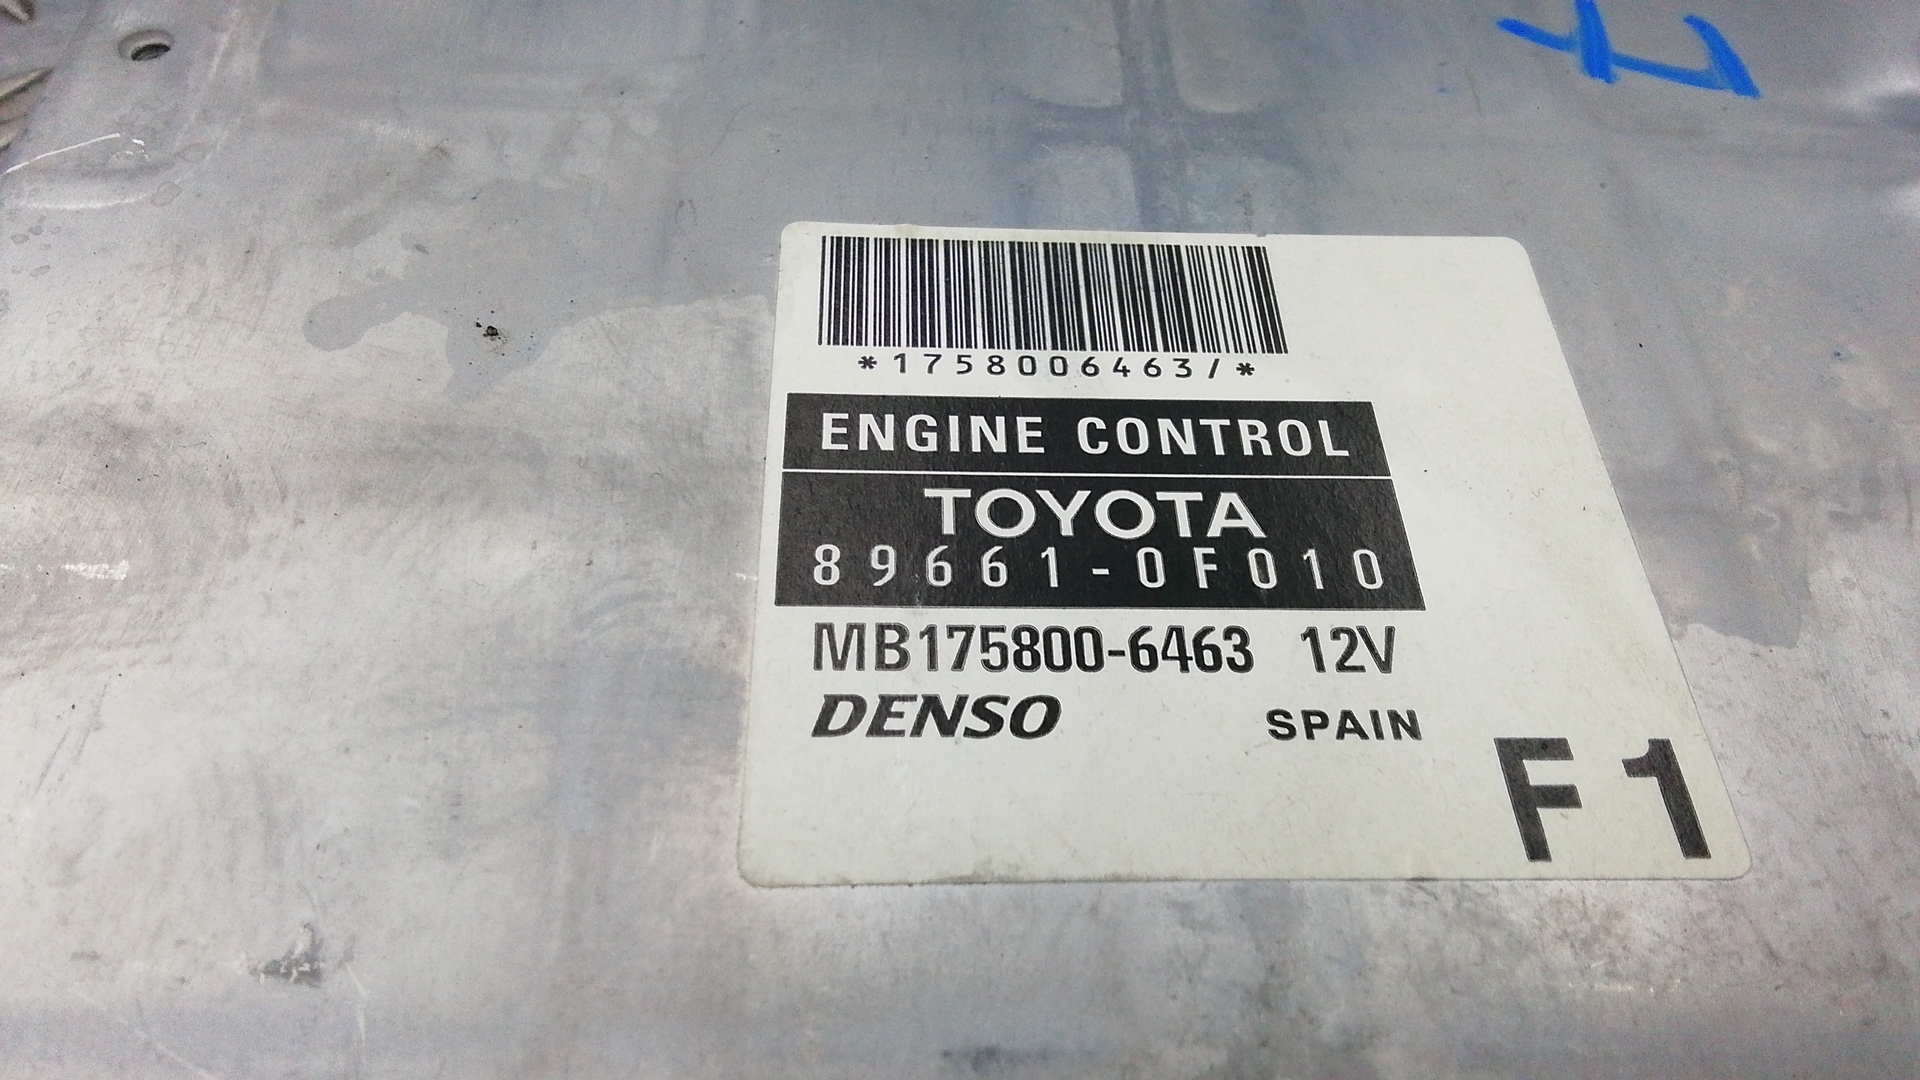 *1758006463/*
ENGINE CONTROL
TOYOTA
89661-0F010
MB175800-6463 12V
DENSO SPAIN
F1